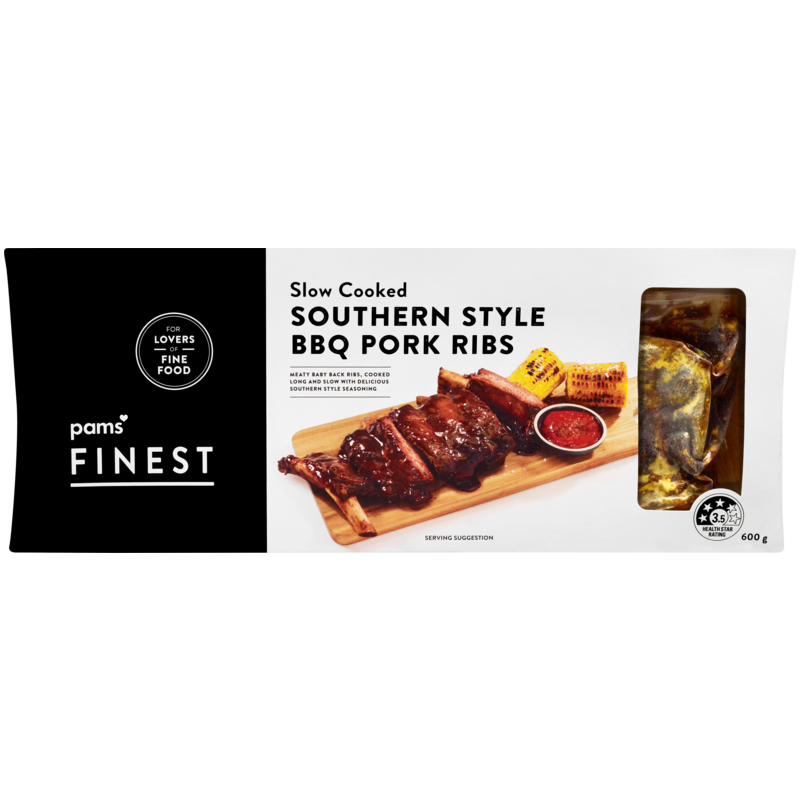 FOR
LOVERS
OF
FINE
FOOD
pams
FINEST
Slow Cooked
SOUTHERN STYLE
BBQ PORK RIBS
MEATY BABY BACK RIBS, COOKED
LONG AND SLOW WITH DELICIOUS
SOUTHERN STYLE SEASONING
SERVING SUGGESTION
3.5
HEALTH STAR
RATING
600 g